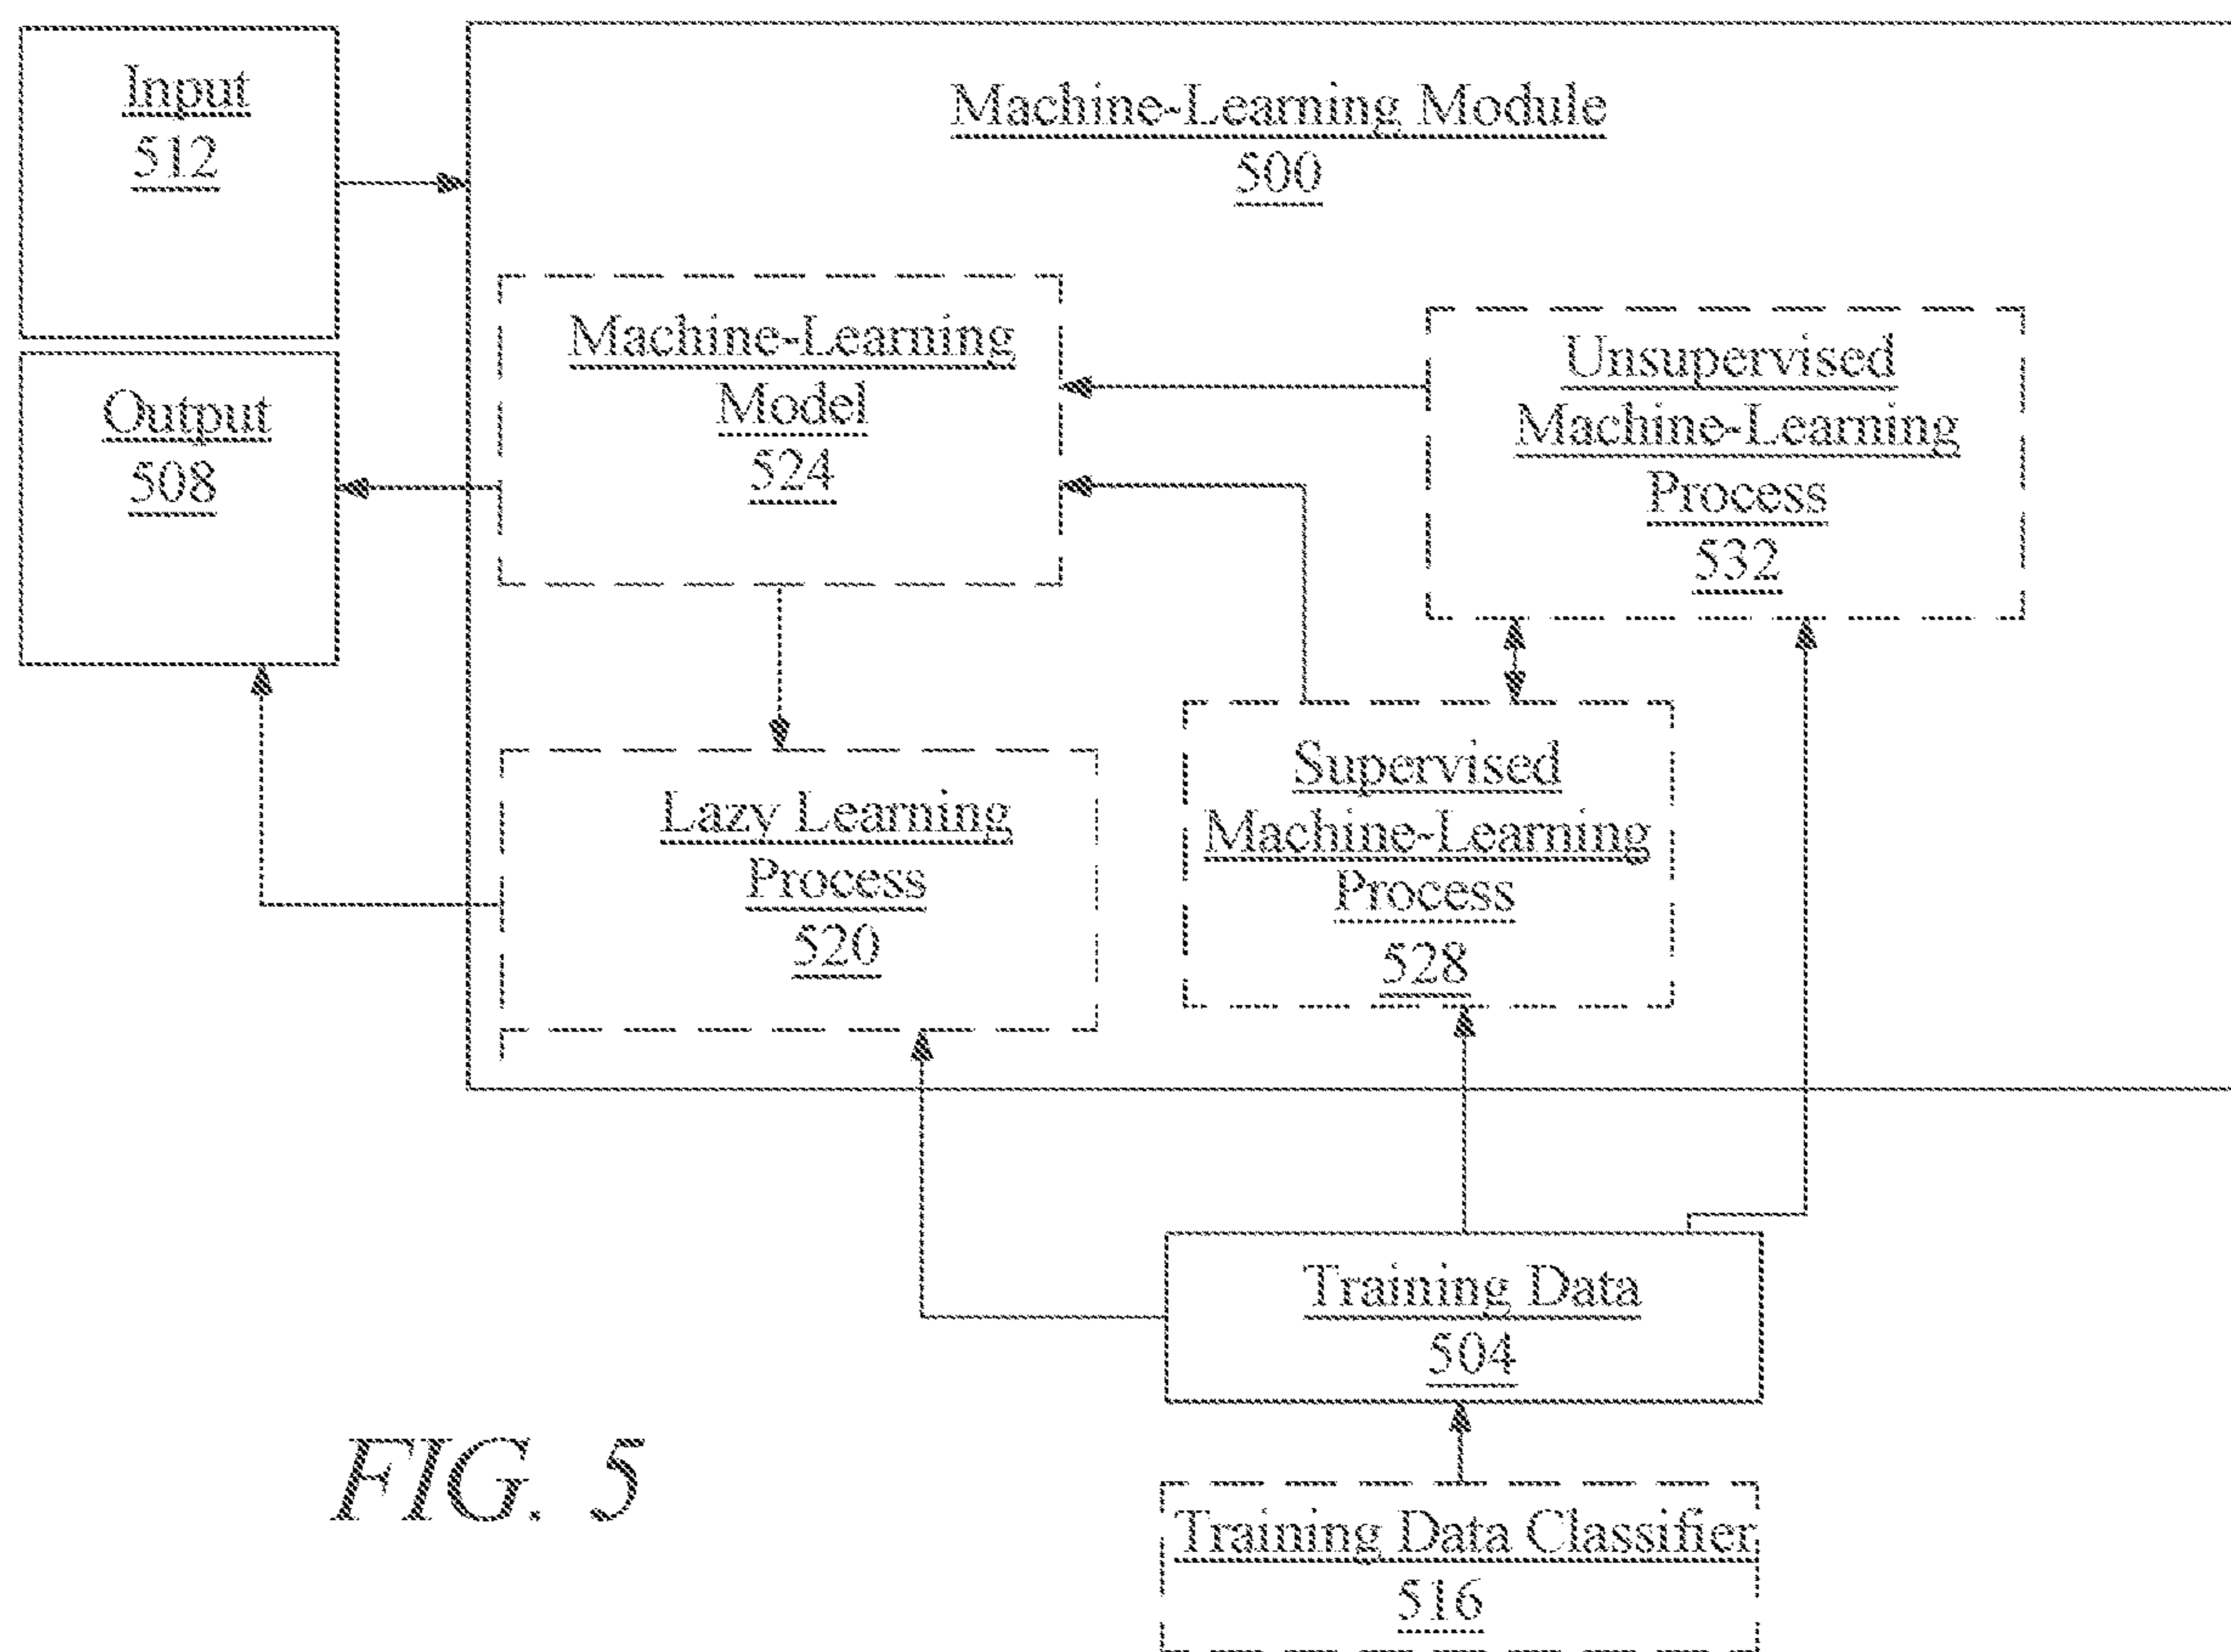 Input
512
Machine-Learning Module
500
Machine-Learning
Model
524
Unsupervised
Machine-Learning
Process
532
Output
508
Lazy Learning
Process
520
Supervised
Machine-Learning
Process
528
Training Data
504
FIG. 5
Training Data Classifier
516